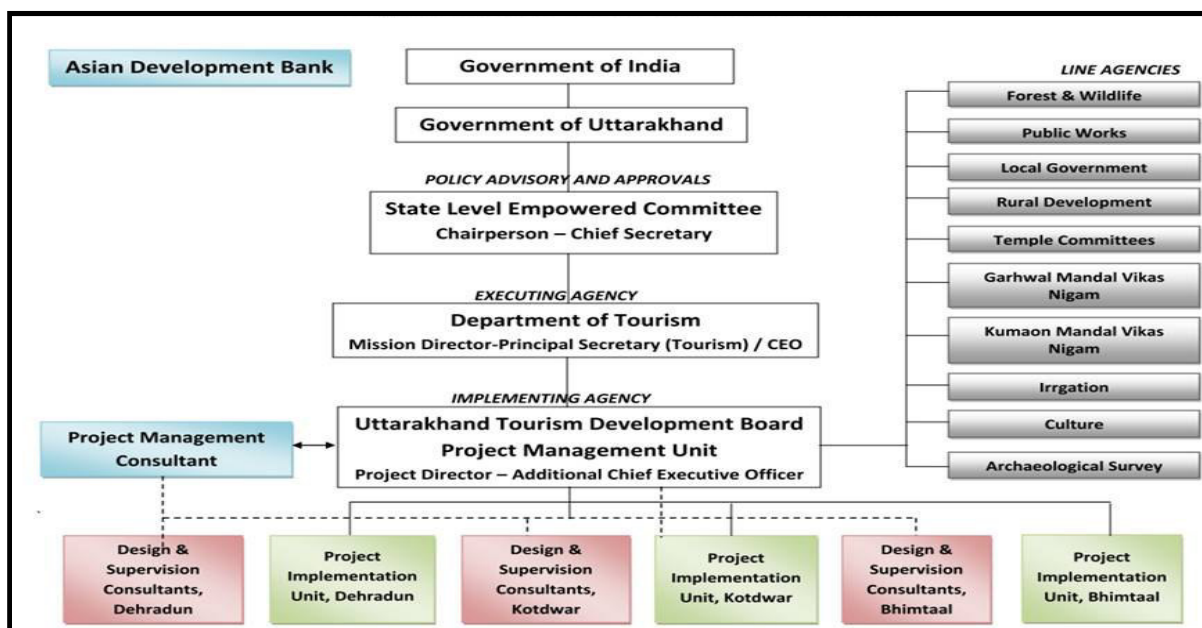 Asian Development Bank
Government of India
Government of Uttarakhand
POLICY ADVISORY AND APPROVALS
State Level Empowered Committee
Chairperson – Chief Secretary
EXECUTING AGENCY
Department of Tourism
Mission Director-Principal Secretary (Tourism) / CEO
IMPLEMENTING AGENCY
Uttarakhand Tourism Development Board
Project Management Unit
Project Director – Additional Chief Executive Officer
Project Management
Consultant
LINE AGENCIES
Forest & Wildlife
Public Works
Local Government
Rural Development
Temple Committees
Garhwal Mandal Vikas
Nigam
Kumaon Mandal Vikas
Nigam
Irrgation
Culture
Archaeological Survey
Design &
Supervision
Consultants,
Dehradun
Project
Implementation
Unit, Dehradun
Design &
Supervision
Consultants,
Kotdwar
Project
Implementation
Unit, Kotdwar
Design &
Supervision
Consultants,
Bhimtaal
Project
Implementation
Unit, Bhimtaal